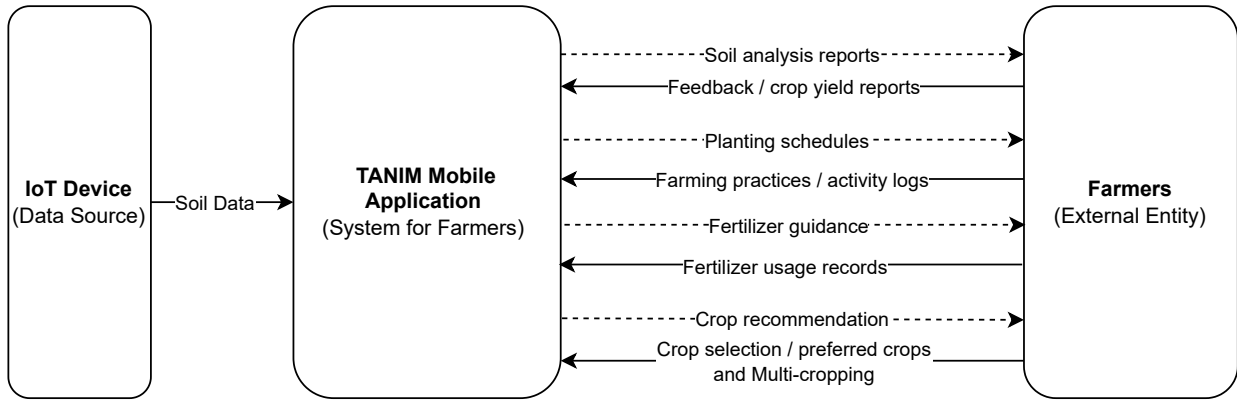 IoT Device
(Data Source)
Soil Data
TANIM Mobile
Application
(System for Farmers)
Soil analysis reports
Feedback / crop yield reports
Planting schedules
Farming practices / activity logs
Fertilizer guidance
Fertilizer usage records
Crop recommendation
Crop selection / preferred crops
and Multi-cropping
Farmers
(External Entity)